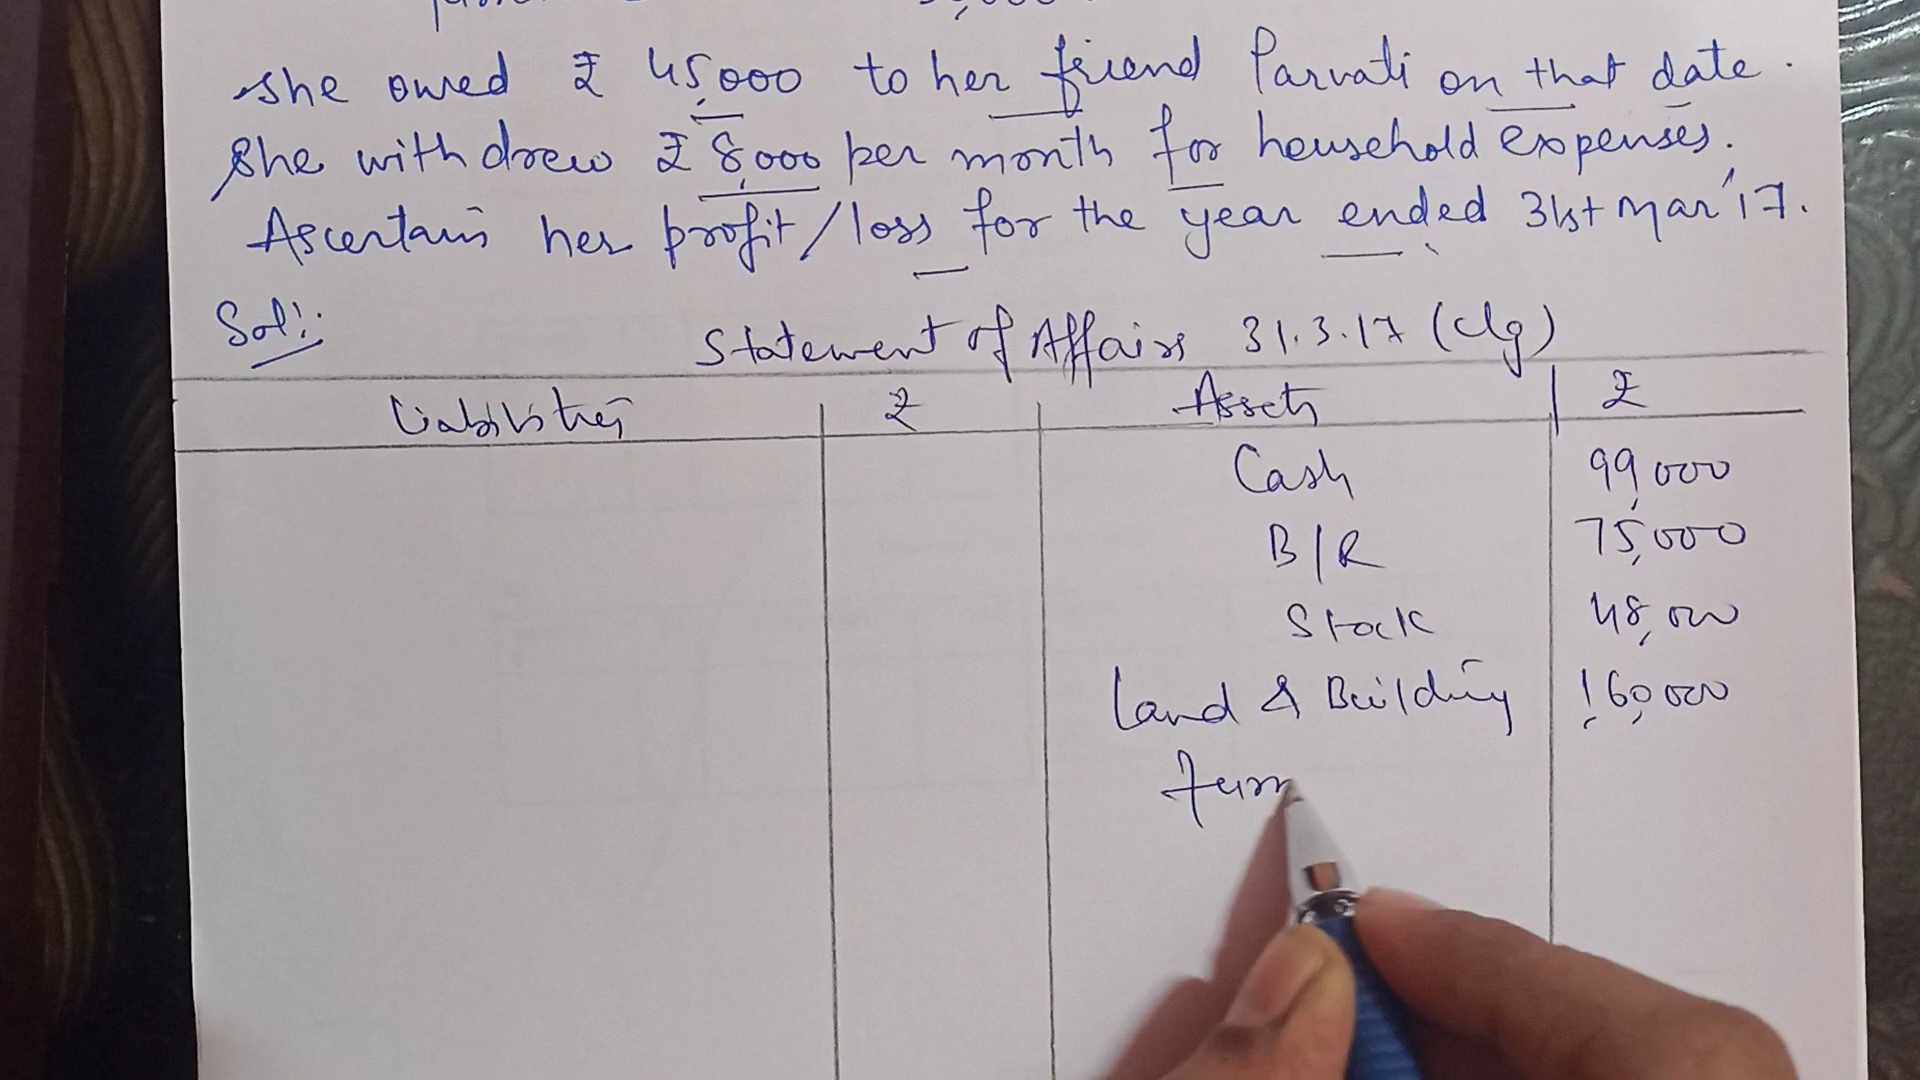 she owed ₹ 45,000 to her friend Parvati on that date.
She withdrew ₹ 8,000 per month for household expenses.
Ascertain her profit/loss for the year ended 31st Mar'17.
Sol:
Statement of Affairs 31.3.17 (Clg)
Liabilities ₹ Assets ₹
Cash 99,000
B/R 75,000
Stock 48,000
Land & Building 1,60,000
Furn